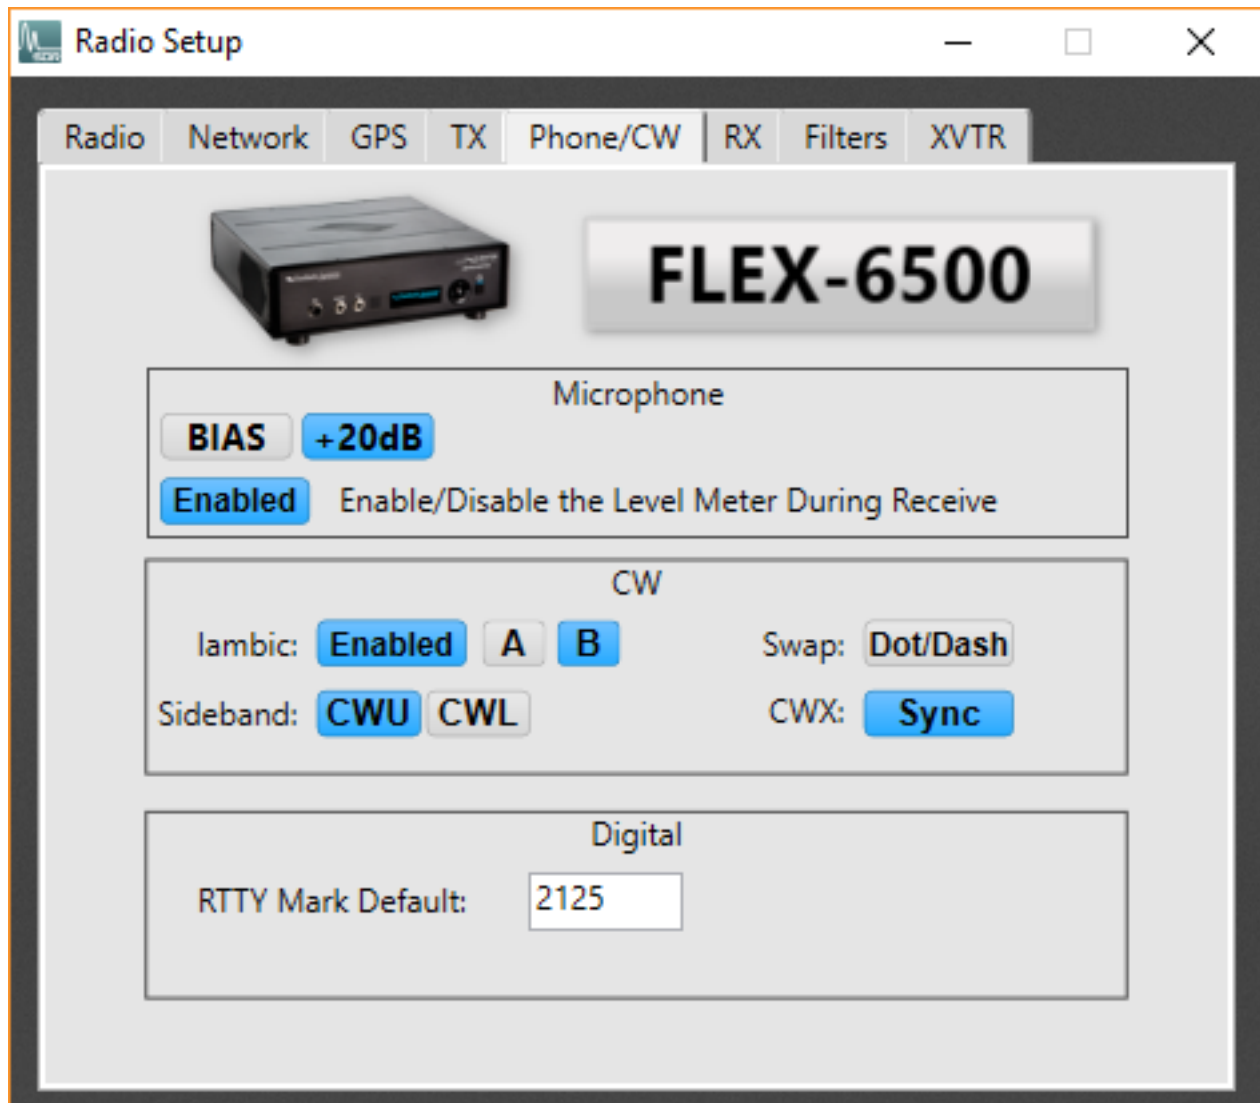 Radio Setup
Radio Network GPS TX Phone/CW RX Filters XVTR
FLEX-6500
Microphone
BIAS +20dB
Enabled Enable/Disable the Level Meter During Receive
CW
Iambic: Enabled A B Swap: Dot/Dash
Sideband: CWU CWL CWX: Sync
Digital
RTTY Mark Default: 2125